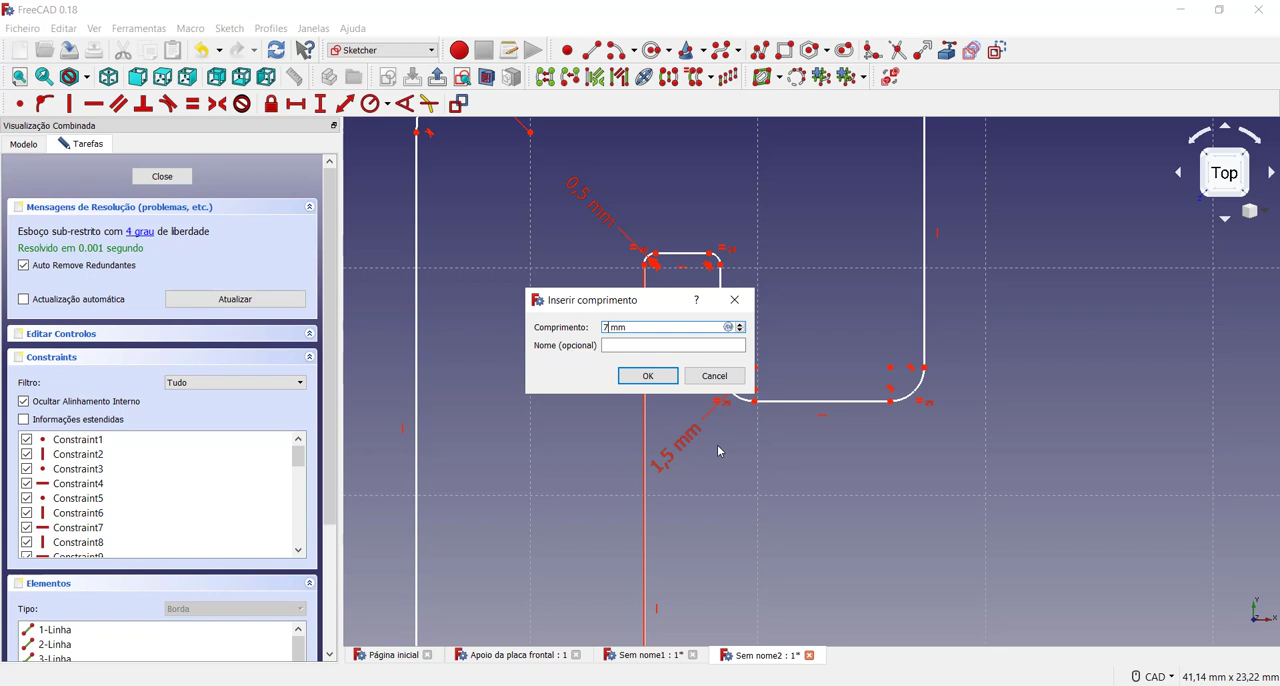 FreeCAD 0.18
Ficheiro Editar Ver Ferramentas Macro Sketch Profiles Janelas Ajuda
Sketcher
Visualização Combinada
Modelo Tarefas
Close
Mensagens de Resolução (problemas, etc.)
Esboço sub-restrito com 4 grau de liberdade
Resolvido em 0.001 segundo
Auto Remove Redundantes
Actualização automática Atualizar
Editar Controlos
Constraints
Filtro: Tudo
Ocultar Alinhamento Interno
Informações estendidas
Constraint1
Constraint2
Constraint3
Constraint4
Constraint5
Constraint6
Constraint7
Constraint8
Constraint9
Elementos
Tipo: Borda
1-Linha
2-Linha
3-Linha
0,5 mm
1,5 mm
Inserir comprimento ?
Comprimento: 7 mm
Nome (opcional)
OK Cancel
Top
Z
Y
Z X
Página inicial Apoio da placa frontal : 1 Sem nome1 : 1* Sem nome2 : 1*
CAD 41,14 mm x 23,22 mm